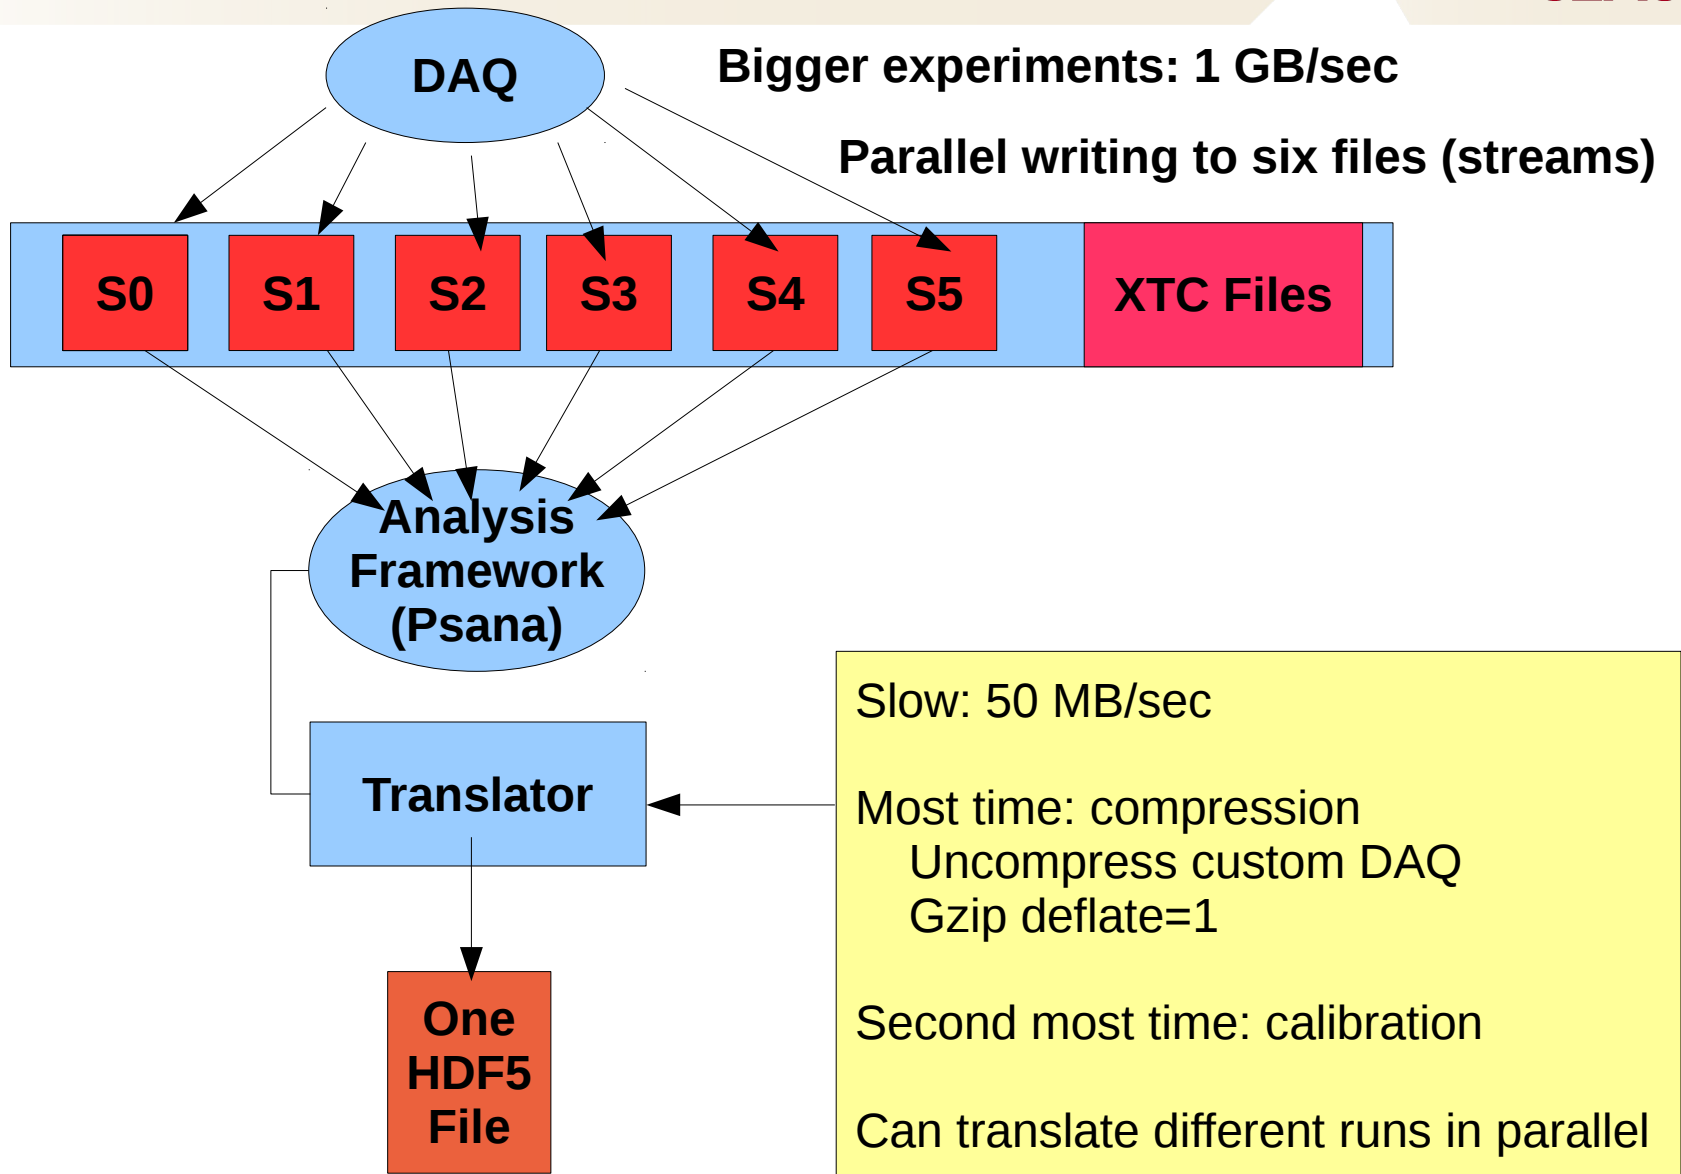 DAQ
Bigger experiments: 1 GB/sec
Parallel writing to six files (streams)
S0
S1
S2
S3
S4
S5
XTC Files
Analysis
Framework
(Psana)
Translator
One
HDF5
File
Slow: 50 MB/sec
Most time: compression
Uncompress custom DAQ
Gzip deflate=1
Second most time: calibration
Can translate different runs in parallel